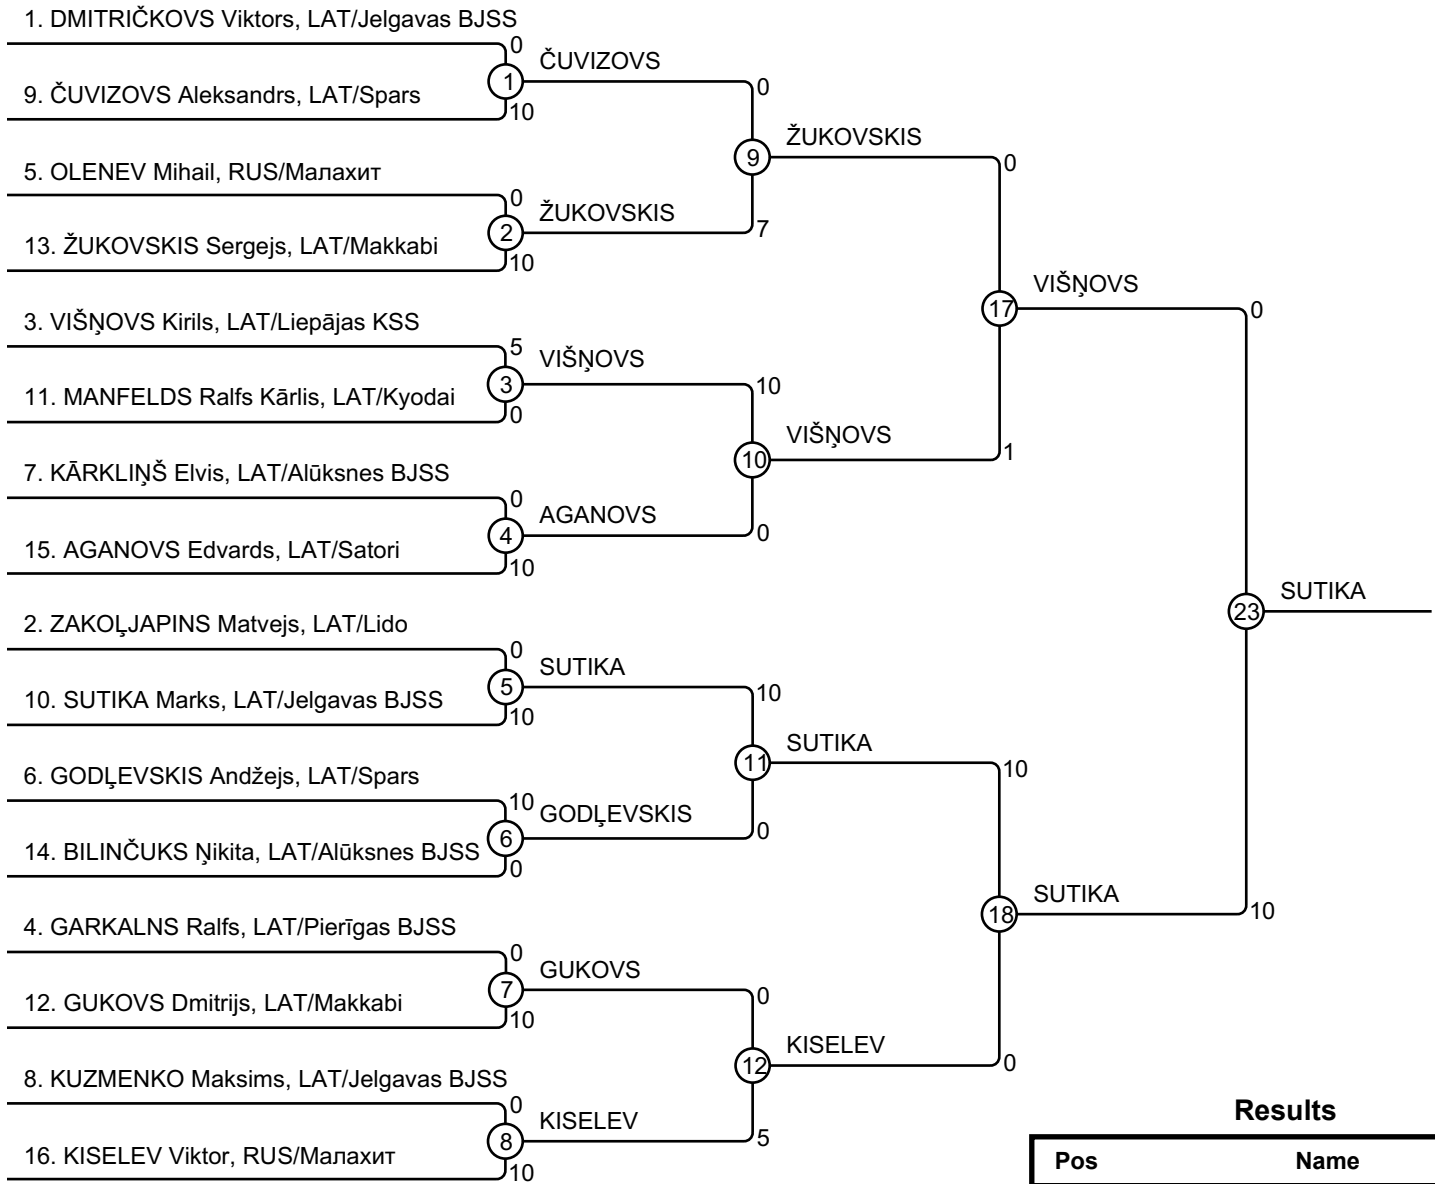 1. DMITRIČKOVS Viktors, LAT/Jelgavas BJSS
0
ČUVIZOVS
1
0
9. ČUVIZOVS Aleksandrs, LAT/Spars
10
ŽUKOVSKIS
9
0
5. OLENEV Mihail, RUS/Малахит
0
ŽUKOVSKIS
2
7
13. ŽUKOVSKIS Sergejs, LAT/Makkabi
10
VIŠŅOVS
17
0
3. VIŠŅOVS Kirils, LAT/Liepājas KSS
5
VIŠŅOVS
3
10
11. MANFELDS Ralfs Kārlis, LAT/Kyodai
0
VIŠŅOVS
10
1
7. KĀRKLIŅŠ Elvis, LAT/Alūksnes BJSS
0
AGANOVS
4
0
15. AGANOVS Edvards, LAT/Satori
10
SUTIKA
23
2. ZAKOĻJAPINS Matvejs, LAT/Lido
0
SUTIKA
5
10
10. SUTIKA Marks, LAT/Jelgavas BJSS
10
SUTIKA
11
10
6. GODĻEVSKIS Andžejs, LAT/Spars
10
GODĻEVSKIS
6
0
14. BILINČUKS Ņikita, LAT/Alūksnes BJSS
0
SUTIKA
18
10
4. GARKALNS Ralfs, LAT/Pierīgas BJSS
0
GUKOVS
7
0
12. GUKOVS Dmitrijs, LAT/Makkabi
10
KISELEV
12
0
8. KUZMENKO Maksims, LAT/Jelgavas BJSS
0
KISELEV
8
5
16. KISELEV Viktor, RUS/Малахит
10
Results
Pos Name